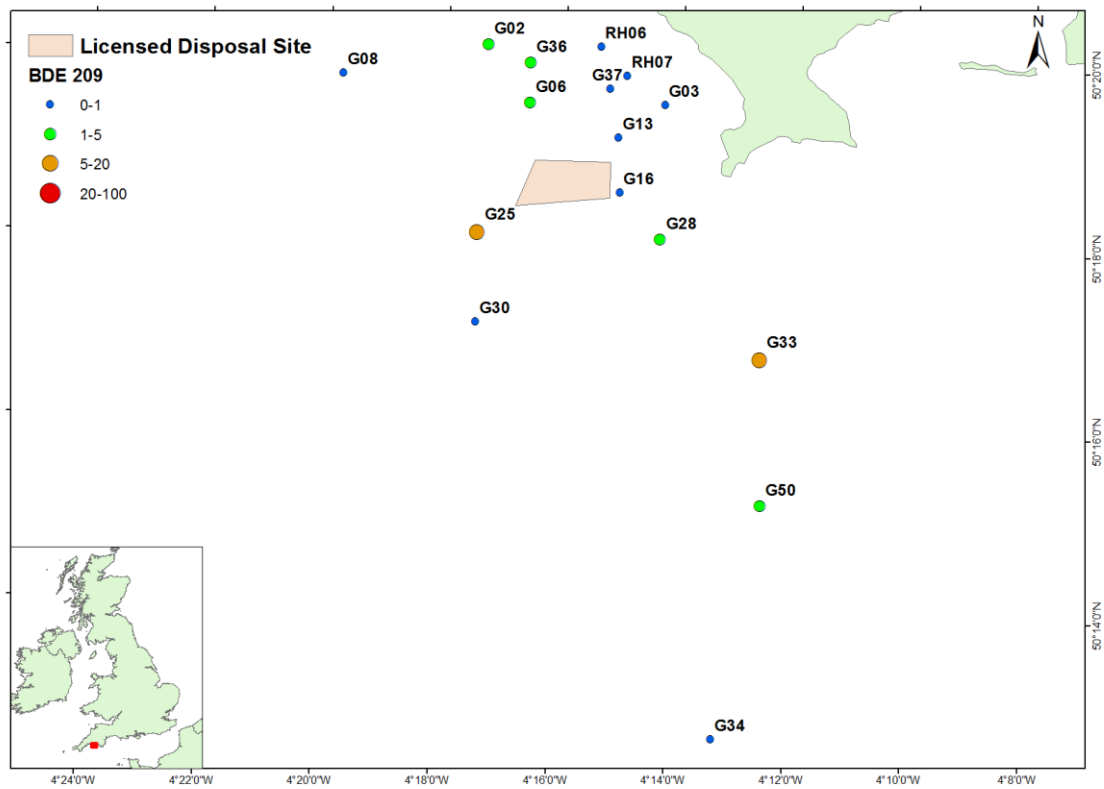 Licensed Disposal Site
BDE 209
0-1
1-5
5-20
20-100
N
G02
RH06
G36
G08
RH07
G37
G06
G03
G13
G16
G25
G28
G30
G33
G50
G34
50°20'0"N
50°18'0"N
50°16'0"N
50°14'0"N
4°24'0"W
4°22'0"W
4°20'0"W
4°18'0"W
4°16'0"W
4°14'0"W
4°12'0"W
4°10'0"W
4°8'0"W